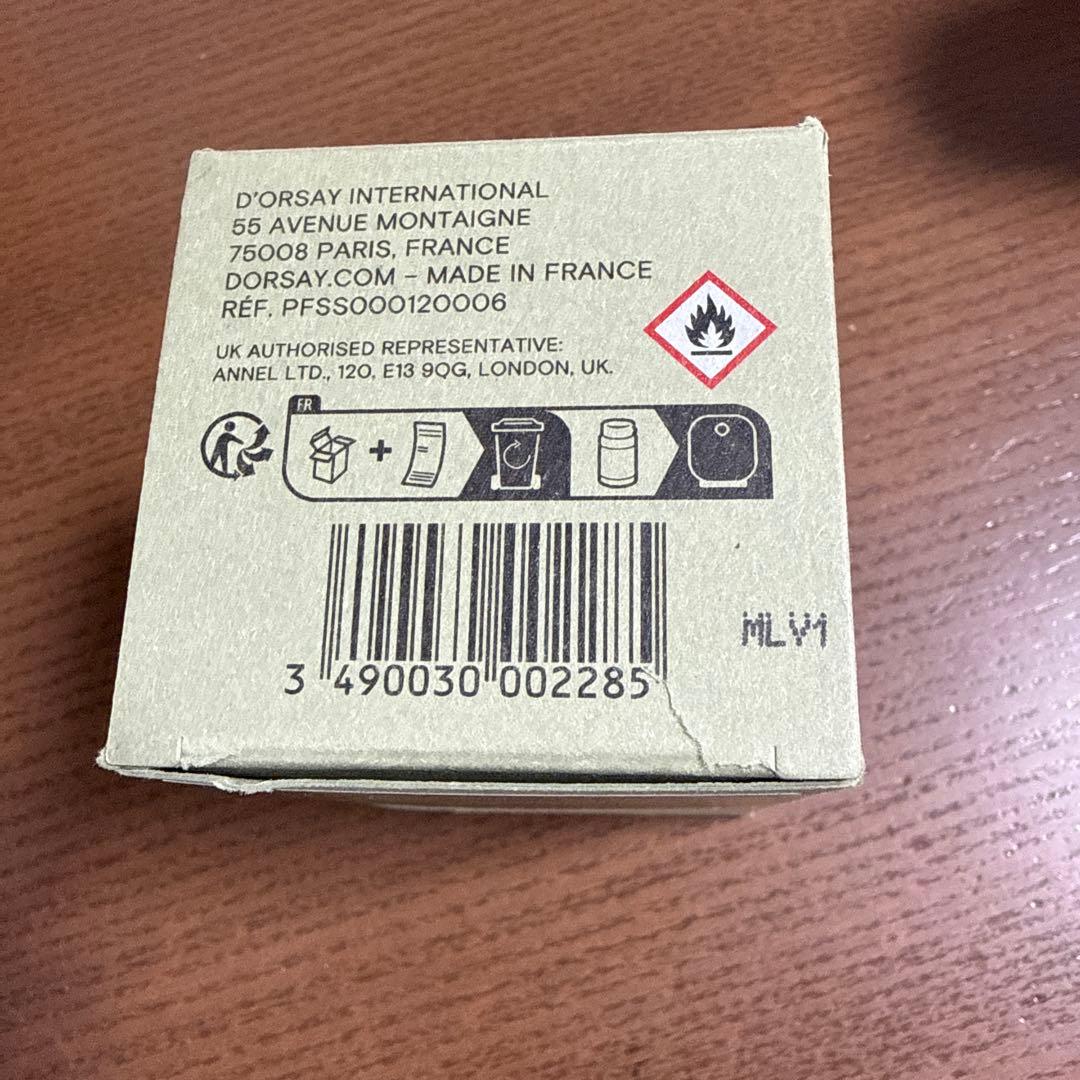 D'ORSAY INTERNATIONAL
55 AVENUE MONTAIGNE
75008 PARIS, FRANCE
DORSAY.COM – MADE IN FRANCE
RÉF. PFSS000120006
UK AUTHORISED REPRESENTATIVE:
ANNEL LTD., 120, E13 9QG, LONDON, UK.
FR
MLV1
3 490030 002285